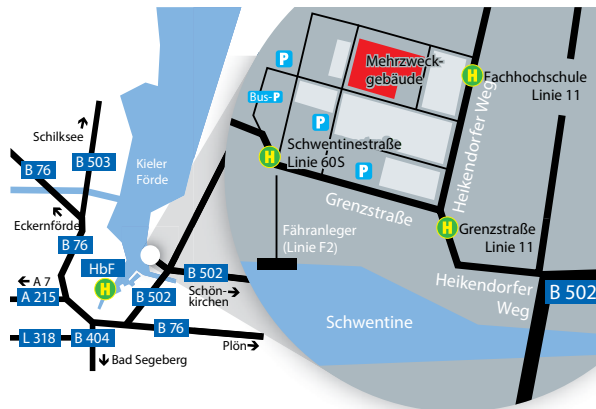 Schilksee
B 503
B 76
Kieler
Förde
Eckernförde
B 76
HbF
H
A 7
A 215
B 502
B 502
Schön-
kirchen
B 76
L 318
B 404
Plön
Bad Segeberg
P
Mehrzweck-
gebäude
H
Fachhochschule
Linie 11
Bus-P
P
Schwentinestraße
Linie 60S
H
P
Heikendorfer Weg
Grenzstraße
H
Grenzstraße
Linie 11
Fähranleger
(Linie F2)
Heikendorfer
Weg
B 502
Schwentine